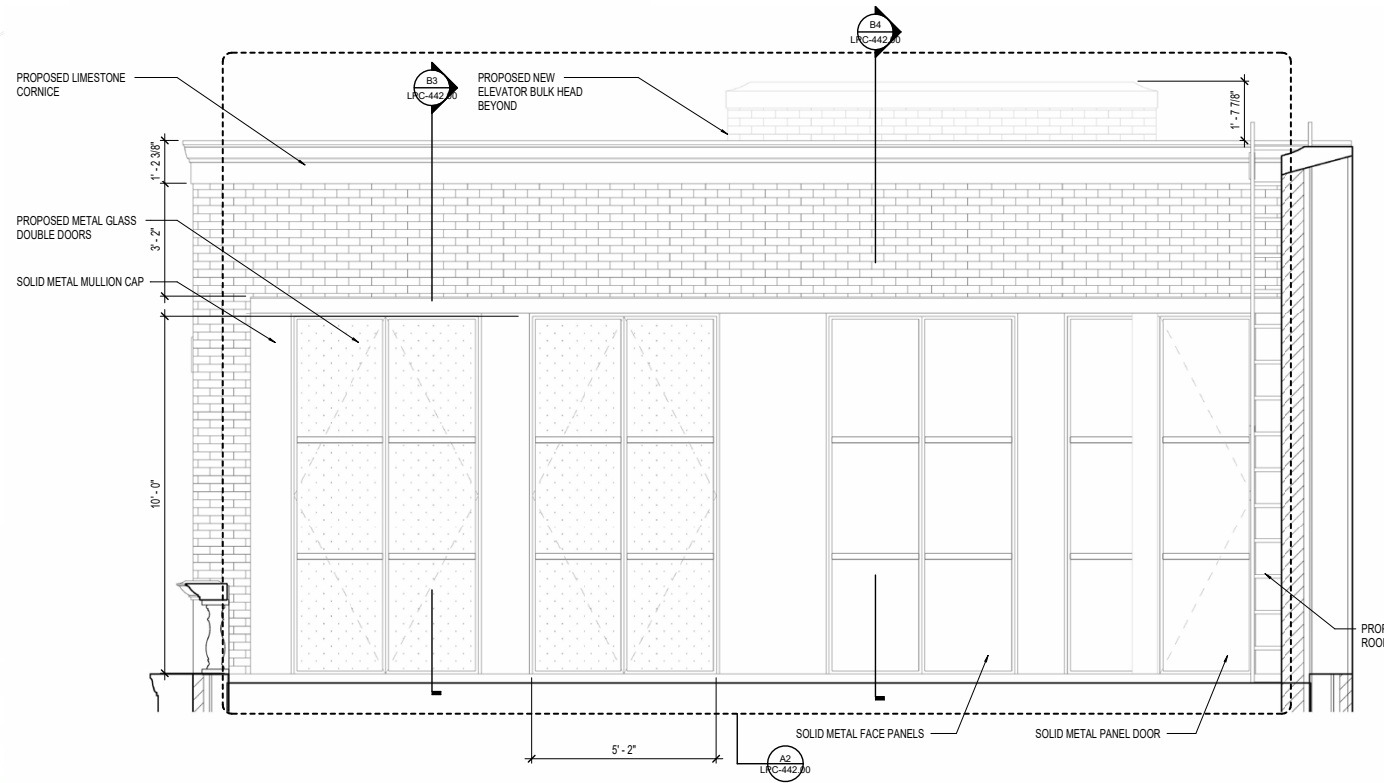 B4
LPC-442.00
PROPOSED LIMESTONE
CORNICE
B3
LPC-442.00
PROPOSED NEW
ELEVATOR BULK HEAD
BEYOND
1' - 7 7/8"
1' - 2 3/8"
PROPOSED METAL GLASS
DOUBLE DOORS
3' - 2"
SOLID METAL MULLION CAP
10' - 0"
ROO
SOLID METAL FACE PANELS
SOLID METAL PANEL DOOR
5' - 2"
A2
LPC-442.00